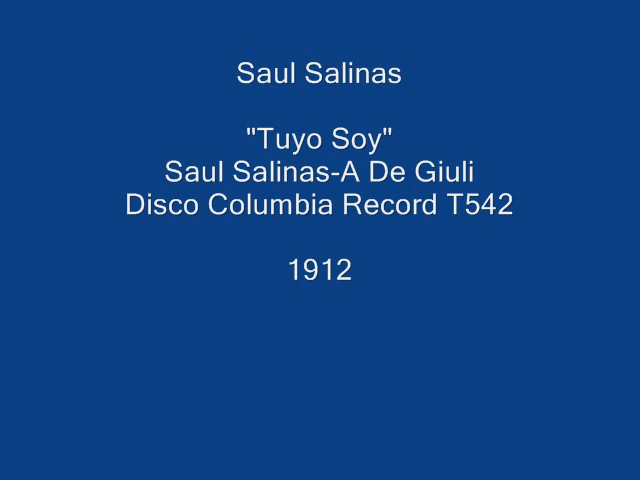 Saul Salinas
"Tuyo Soy"
Saul Salinas-A De Giuli
Disco Columbia Record T542
1912